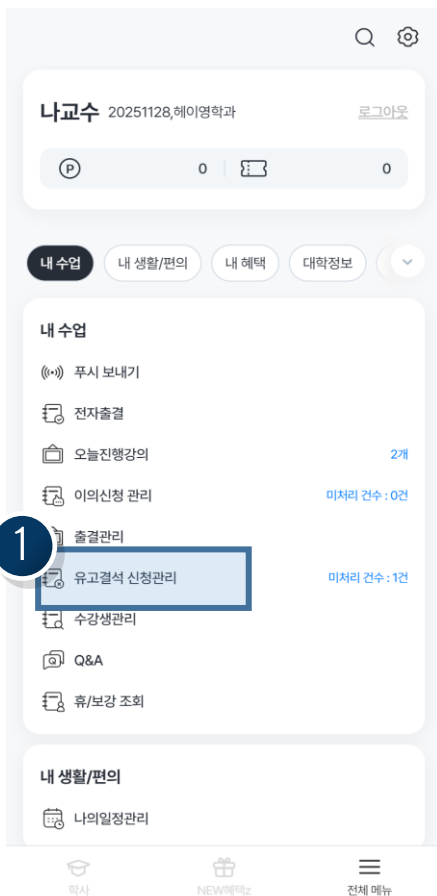 나교수 20251128,헤이영학과 로그아웃
P 0 0
내 수업 내 생활/편의 내 혜택 대학정보
내 수업
푸시 보내기
전자출결
오늘진행강의 2개
이의신청 관리 미처리 건수 : 0건
출결관리
1
유고결석 신청관리 미처리 건수 : 1건
수강생관리
Q&A
휴/보강 조회
내 생활/편의
나의일정관리
학사 NEW혜택z 전체 메뉴